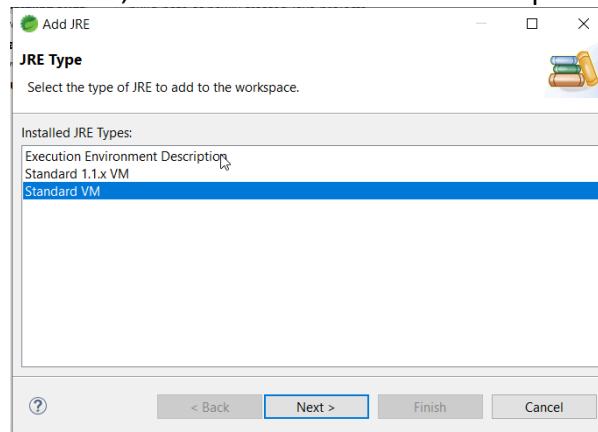 Add JRE
JRE Type
Select the type of JRE to add to the workspace.
Installed JRE Types:
Execution Environment Description
Standard 1.1.x VM
Standard VM
< Back Next > Finish Cancel